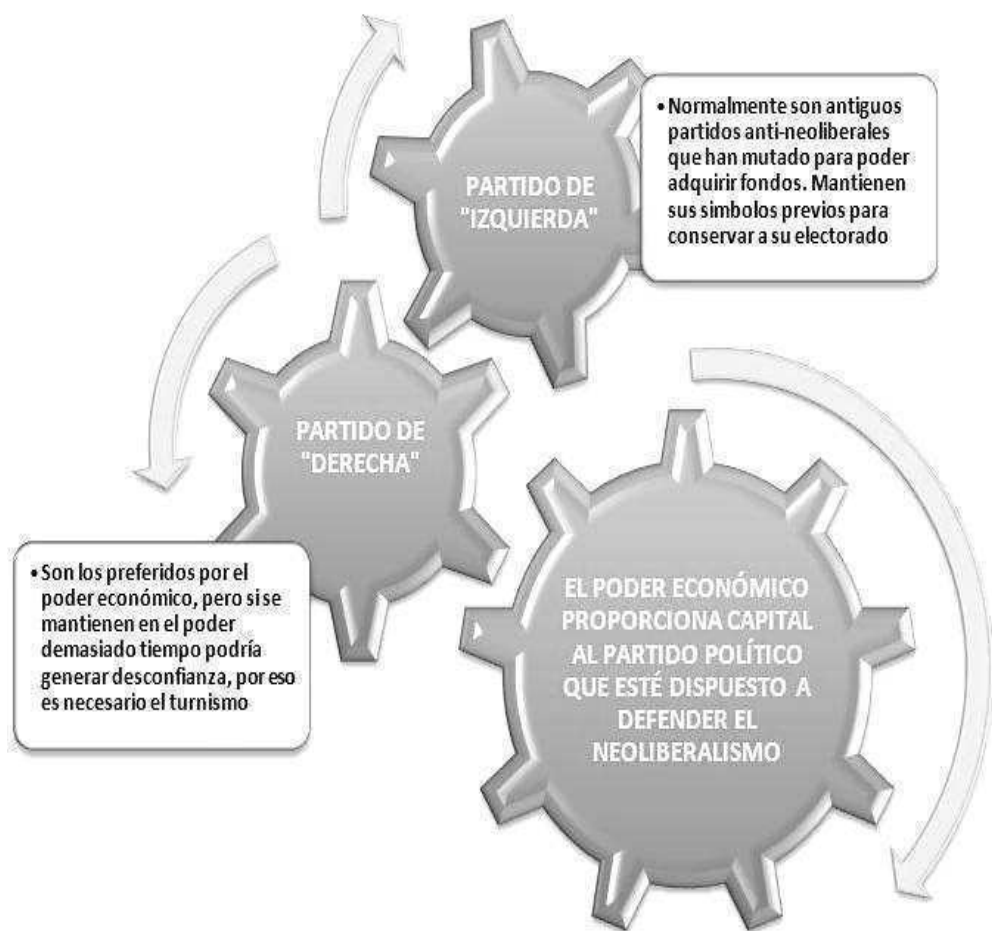 PARTIDO DE
"IZQUIERDA"
• Normalmente son antiguos
partidos anti-neoliberales
que han mutado para poder
adquirir fondos. Mantienen
sus simbolos previos para
conservar a su electorado
PARTIDO DE
"DERECHA"
• Son los preferidos por el
poder económico, pero si se
mantienen en el poder
demasiado tiempo podría
generar desconfianza, por eso
es necesario el turnismo
EL PODER ECONÓMICO
PROPORCIONA CAPITAL
AL PARTIDO POLÍTICO
QUE ESTÉ DISPUESTO A
DEFENDER EL
NEOLIBERALISMO